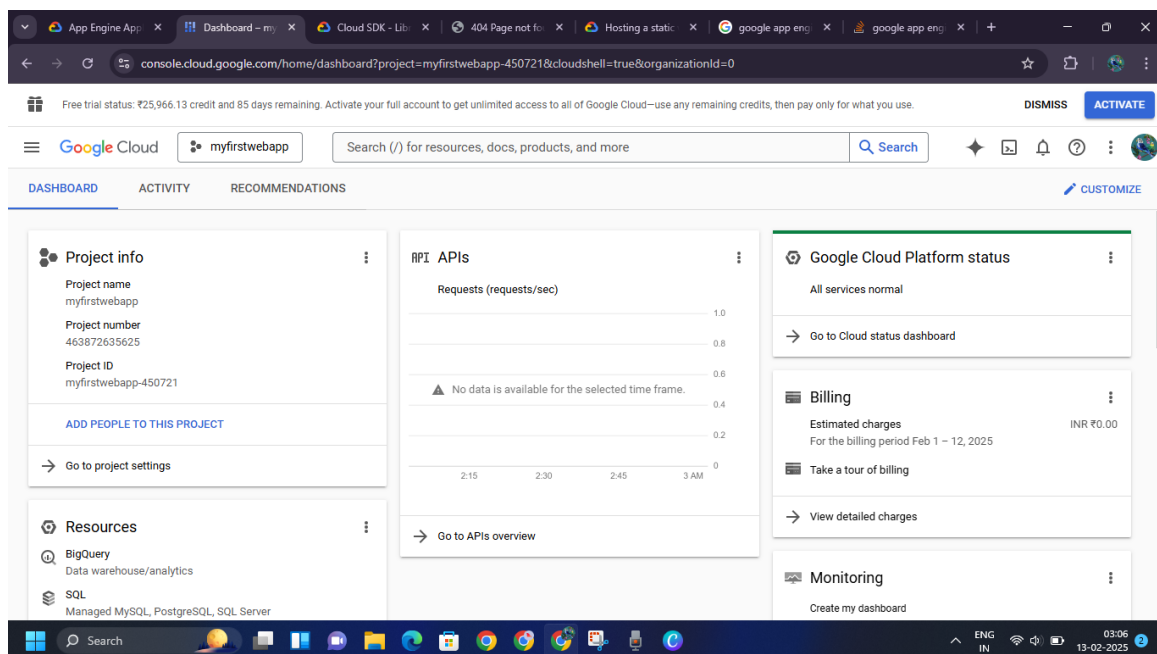 App Engine App
Dashboard – my
Cloud SDK - Lib
404 Page not fo
Hosting a static
google app eng
google app eng
console.cloud.google.com/home/dashboard?project=myfirstwebapp-450721&cloudshell=true&organizationId=0
Free trial status: ₹25,966.13 credit and 85 days remaining. Activate your full account to get unlimited access to all of Google Cloud—use any remaining credits, then pay only for what you use.
DISMISS
ACTIVATE
Google Cloud
myfirstwebapp
Search (/) for resources, docs, products, and more
Search
DASHBOARD
ACTIVITY
RECOMMENDATIONS
CUSTOMIZE
Project info
Project name
myfirstwebapp
Project number
463872635625
Project ID
myfirstwebapp-450721
ADD PEOPLE TO THIS PROJECT
Go to project settings
Resources
BigQuery
Data warehouse/analytics
SQL
Managed MySQL, PostgreSQL, SQL Server
API APIs
Requests (requests/sec)
1.0
0.8
0.6
No data is available for the selected time frame.
0.4
0.2
0
2:15 2:30 2:45 3 AM
Go to APIs overview
Google Cloud Platform status
All services normal
Go to Cloud status dashboard
Billing
Estimated charges INR ₹0.00
For the billing period Feb 1 – 12, 2025
Take a tour of billing
View detailed charges
Monitoring
Create my dashboard
Search
ENG
IN
03:06
13-02-2025
2